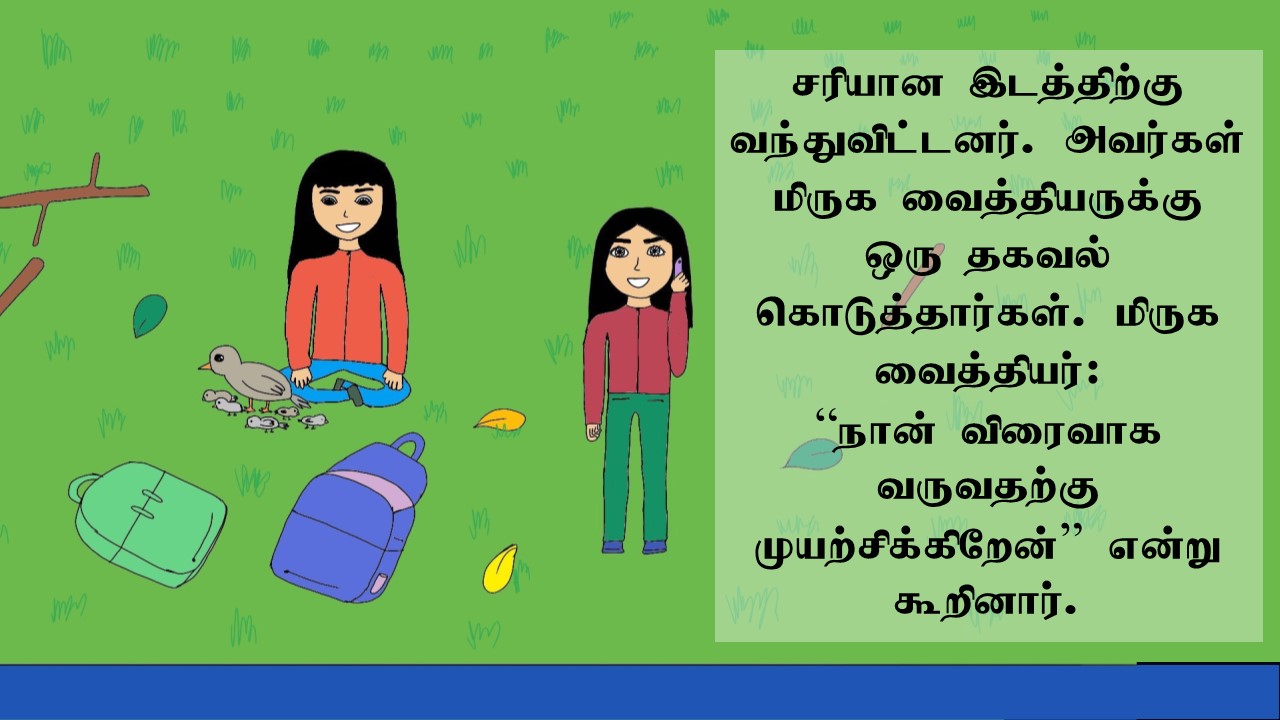 சரியான இடத்திற்கு
வந்துவிட்டனர். அவர்கள்
மிருக வைத்தியருக்கு
ஒரு தகவல்
கொடுத்தார்கள். மிருக
வைத்தியர்:
“நான் விரைவாக
வருவதற்கு
முயற்சிக்கிறேன்” என்று
கூறினார்.